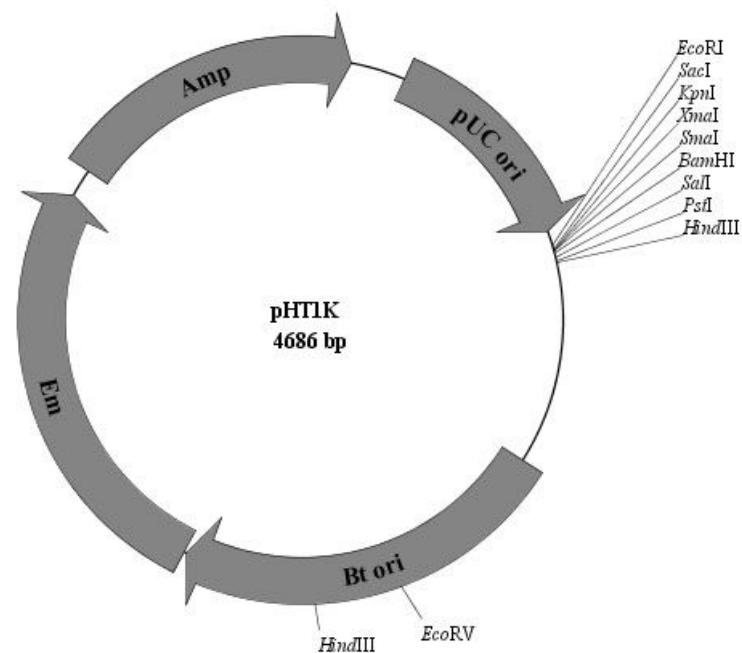 Amp
pUC ori
EcoRI
SacI
KpnI
XmaI
SmaI
BamHI
SalI
PstI
HindIII
pHT1K
4686 bp
Em
Bt ori
EcoRV
HindIII